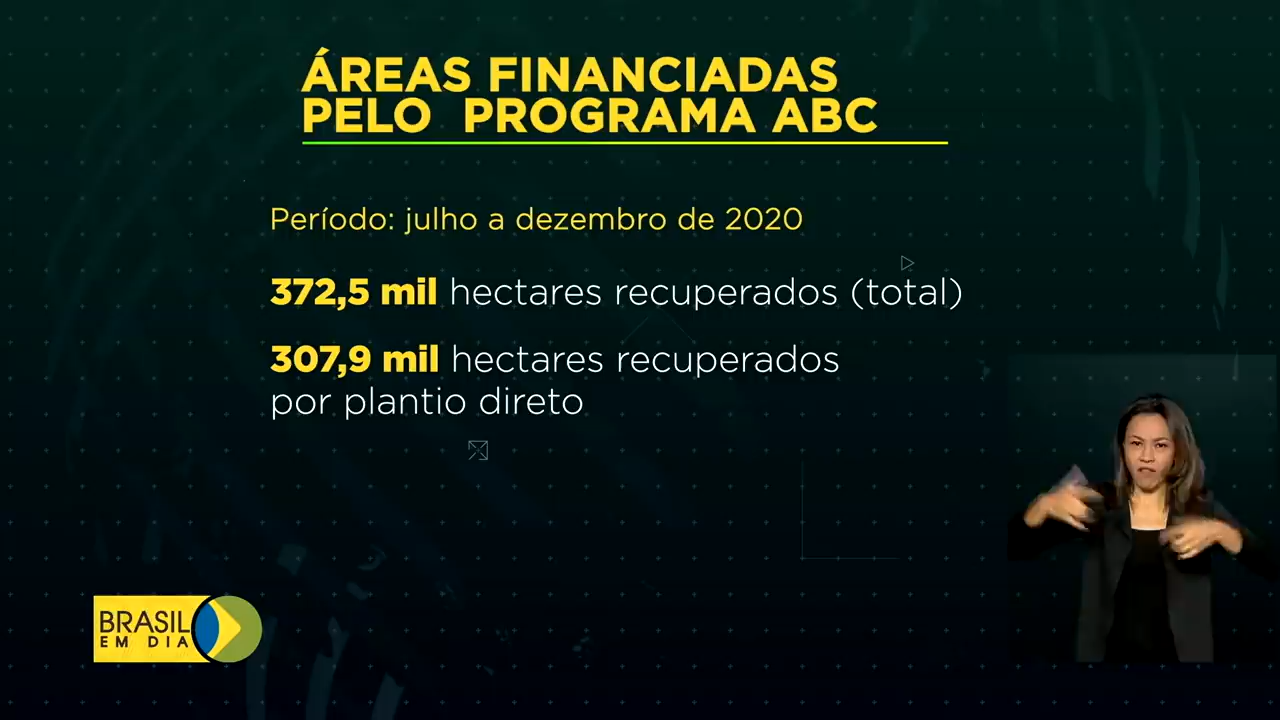 ÁREAS FINANCIADAS
PELO PROGRAMA ABC
Período: julho a dezembro de 2020
372,5 mil hectares recuperados (total)
307,9 mil hectares recuperados
por plantio direto
BRASIL
EM DIA